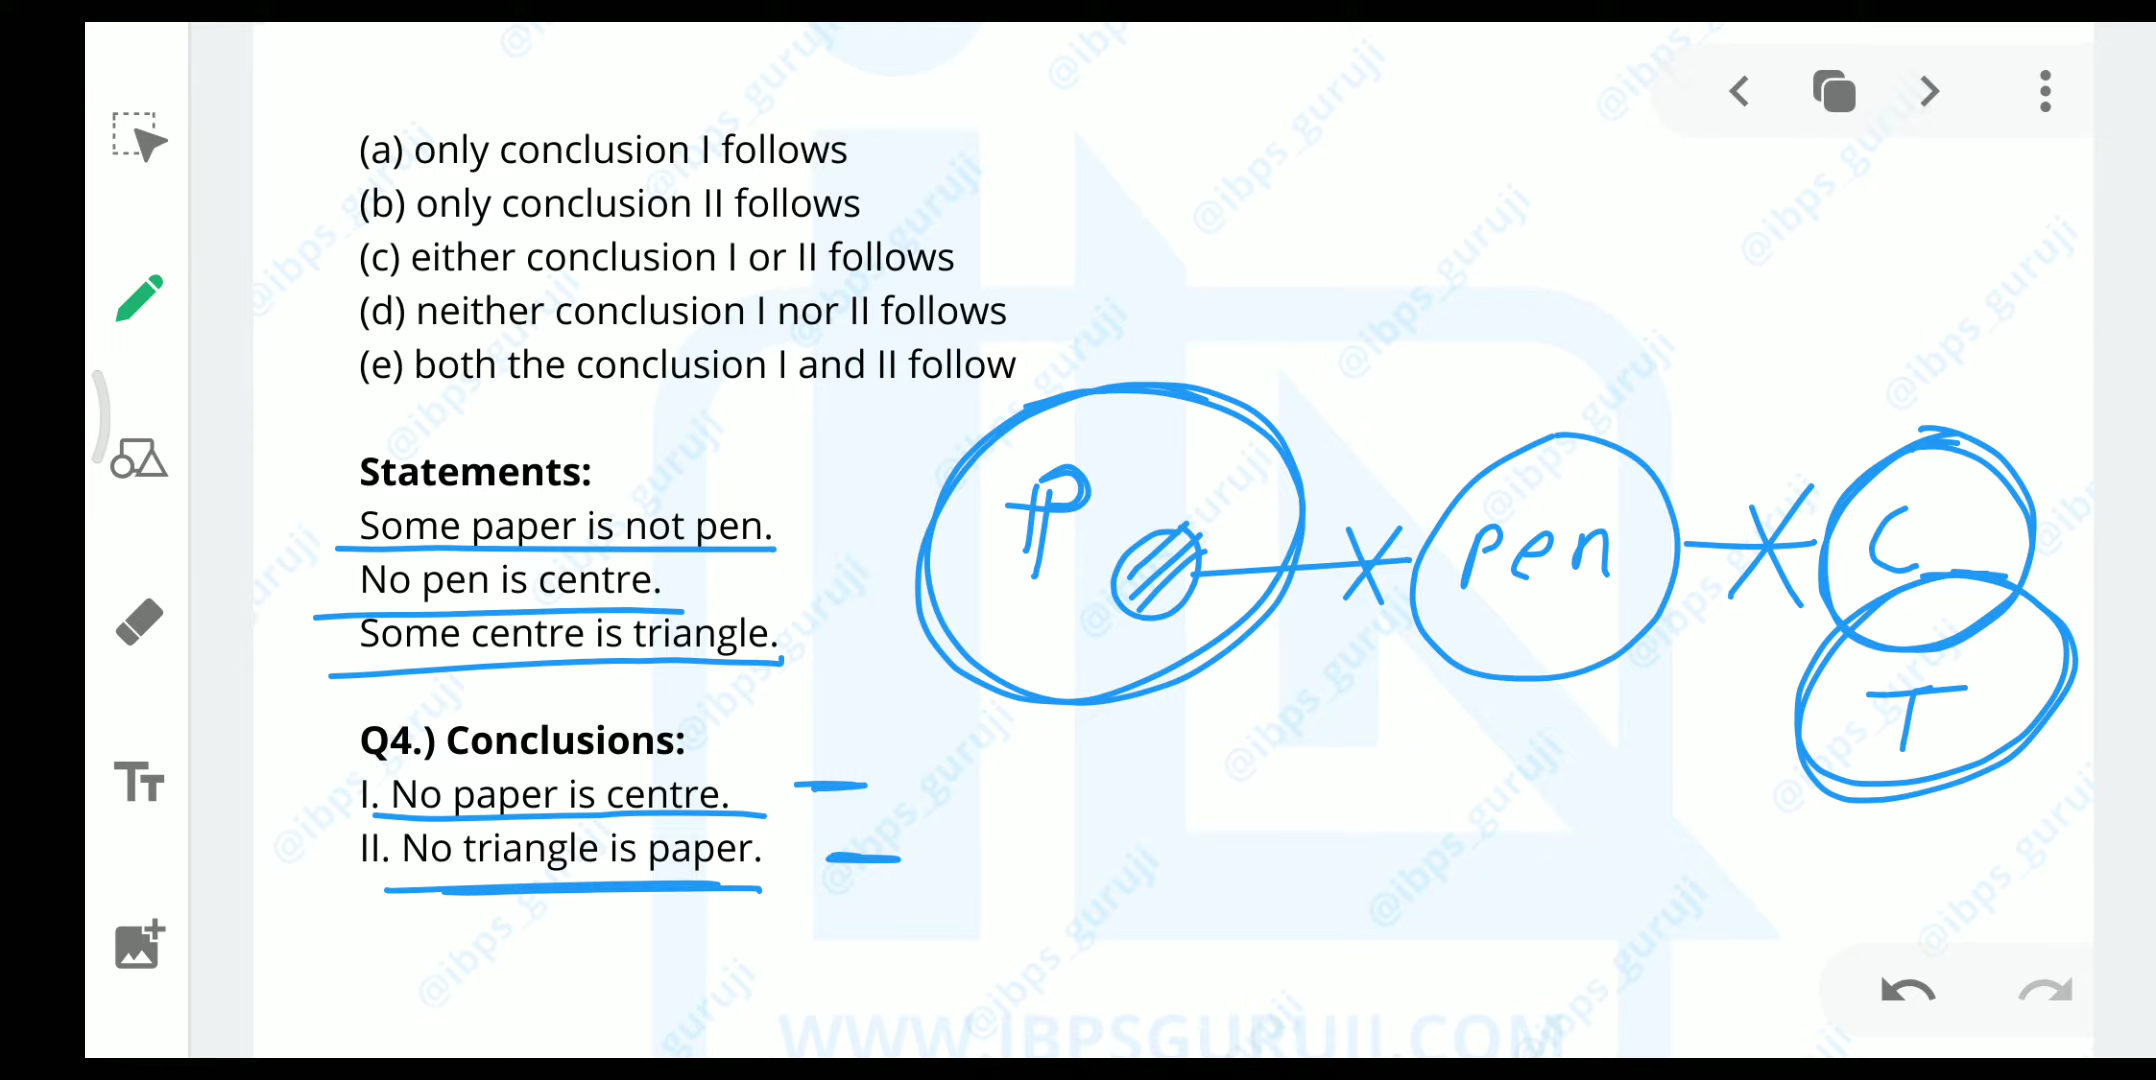 (a) only conclusion I follows
(b) only conclusion II follows
(c) either conclusion I or II follows
(d) neither conclusion I nor II follows
(e) both the conclusion I and II follow
Statements:
Some paper is not pen.
No pen is centre.
Some centre is triangle.
P
pen
C
T
Q4.) Conclusions:
I. No paper is centre.
II. No triangle is paper.
Tт
@ibps_guruji
WWW.IBPSGURUJI.COM